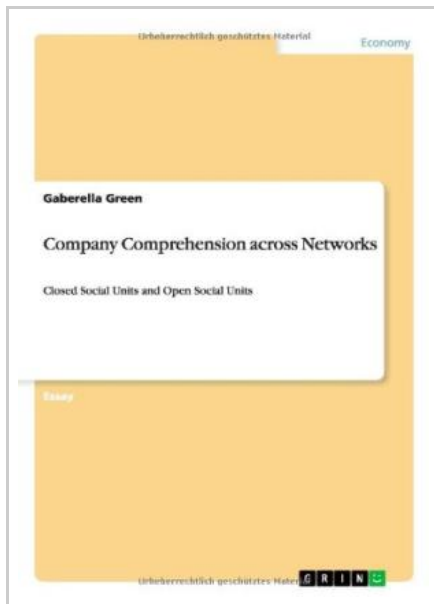 Urheberrechtlich geschütztes Material
Economy
Gaberella Green
Company Comprehension across Networks
Closed Social Units and Open Social Units
Essay
Urheberrechtlich geschütztes Mater
G R I N